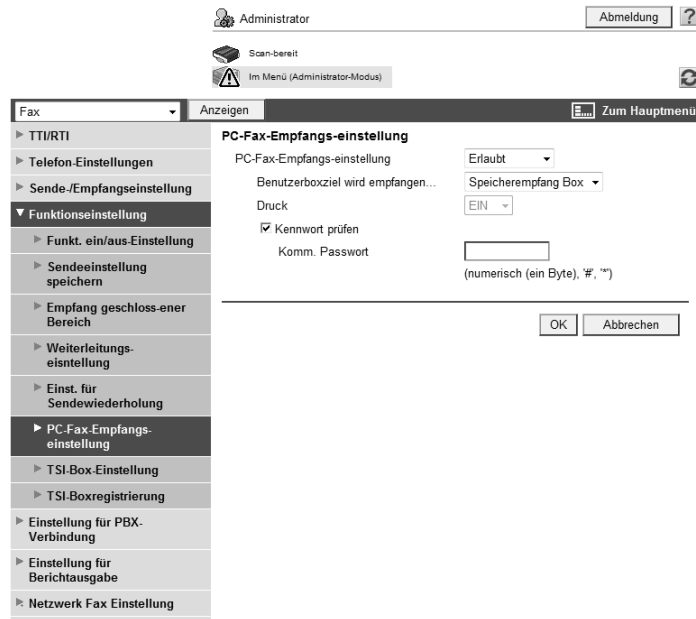 Administrator
Abmeldung
?
Scan-bereit
Im Menü (Administrator-Modus)
Fax
Anzeigen
Zum Hauptmenü
TTI/RTI
Telefon-Einstellungen
Sende-/Empfangseinstellung
Funktionseinstellung
Funkt. ein/aus-Einstellung
Sendeeinstellung
speichern
Empfang geschloss-ener
Bereich
Weiterleitungs-
eisntellung
Einst. für
Sendewiederholung
PC-Fax-Empfangs-
einstellung
TSI-Box-Einstellung
TSI-Boxregistrierung
Einstellung für PBX-
Verbindung
Einstellung für
Berichtausgabe
Netzwerk Fax Einstellung
PC-Fax-Empfangs-einstellung
PC-Fax-Empfangs-einstellung
Erlaubt
Benutzerboxziel wird empfangen...
Speicherempfang Box
Druck
EIN
Kennwort prüfen
Komm. Passwort
(numerisch (ein Byte), '#', '*')
OK
Abbrechen